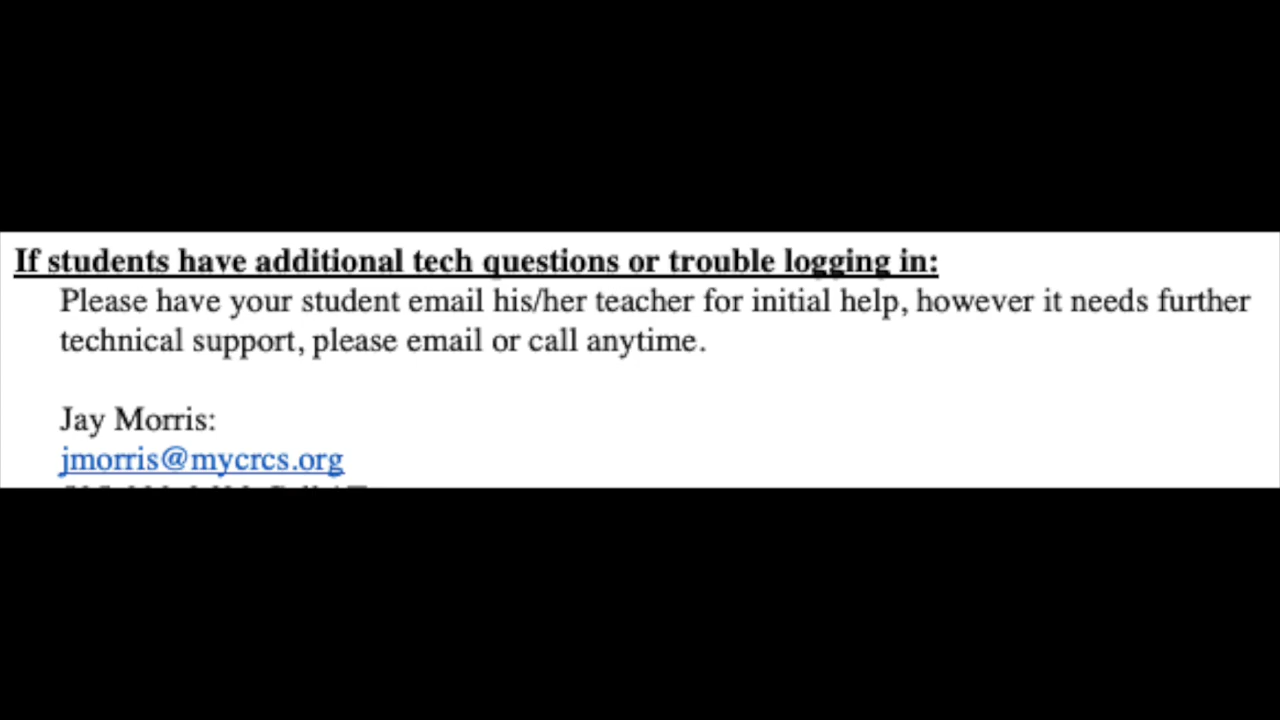 If students have additional tech questions or trouble logging in:
Please have your student email his/her teacher for initial help, however it needs further
technical support, please email or call anytime.
Jay Morris:
jmorris@mycrcs.org